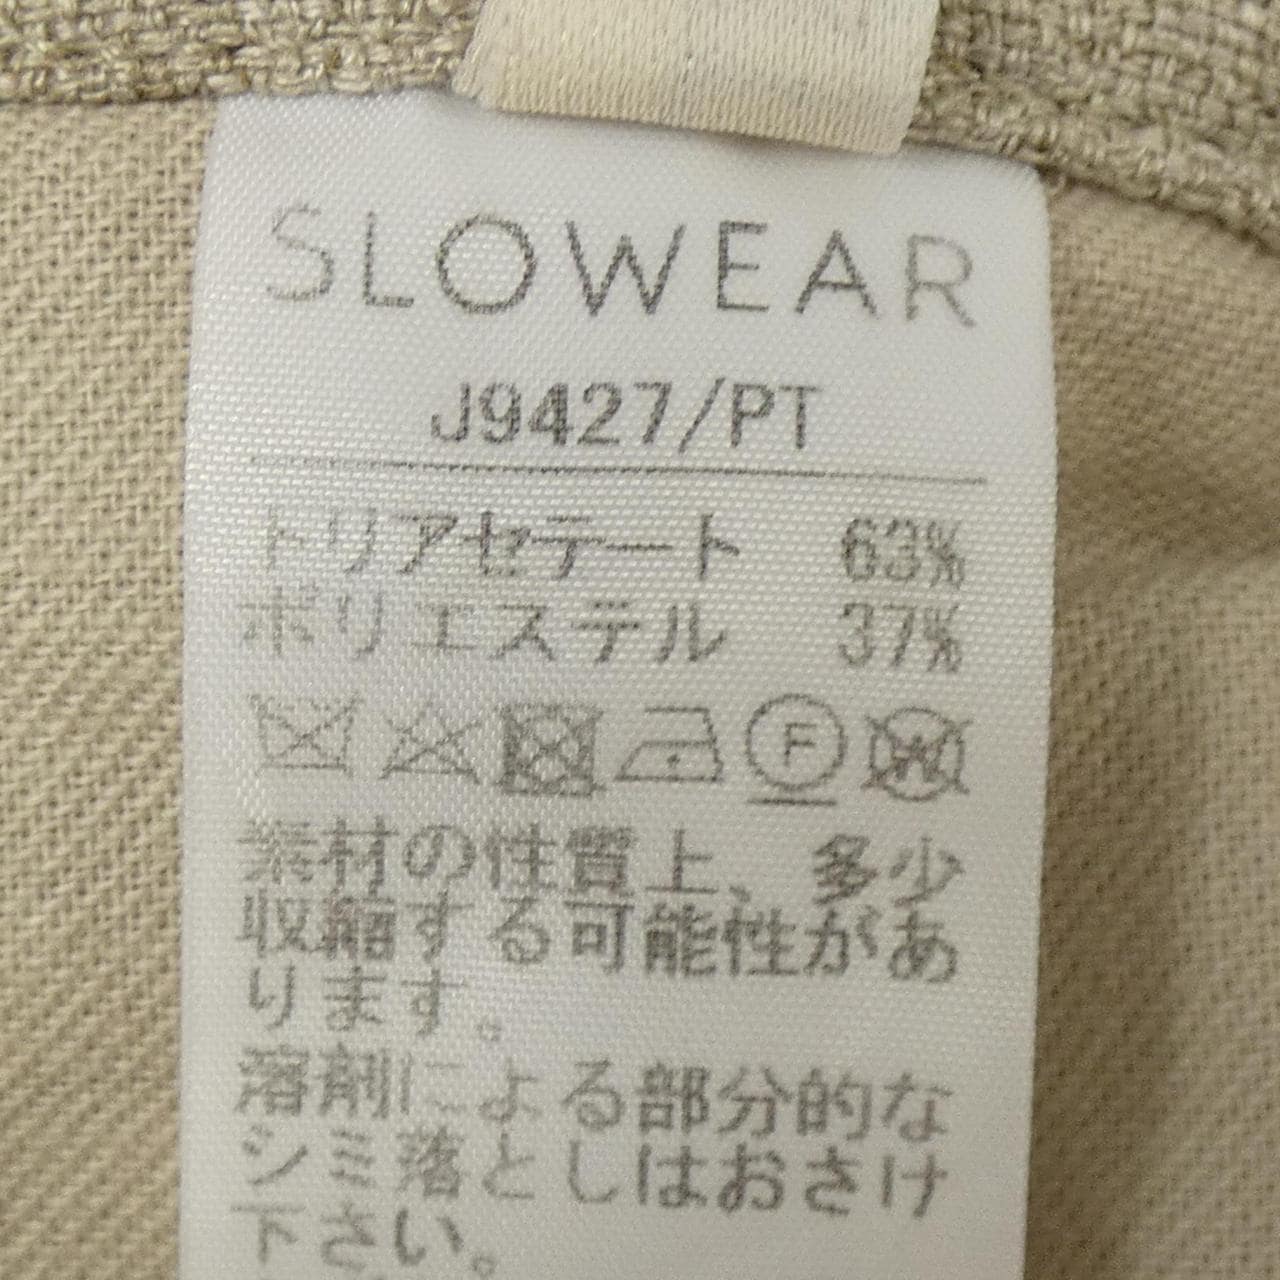 SLOWEAR
J9427/PT
トリアセテート 63%
ポリエステル 37%
F W
素材の性質上、多少
収縮する可能性があ
ります。
溶剤による部分的な
シミ落としはおさけ
下さい。